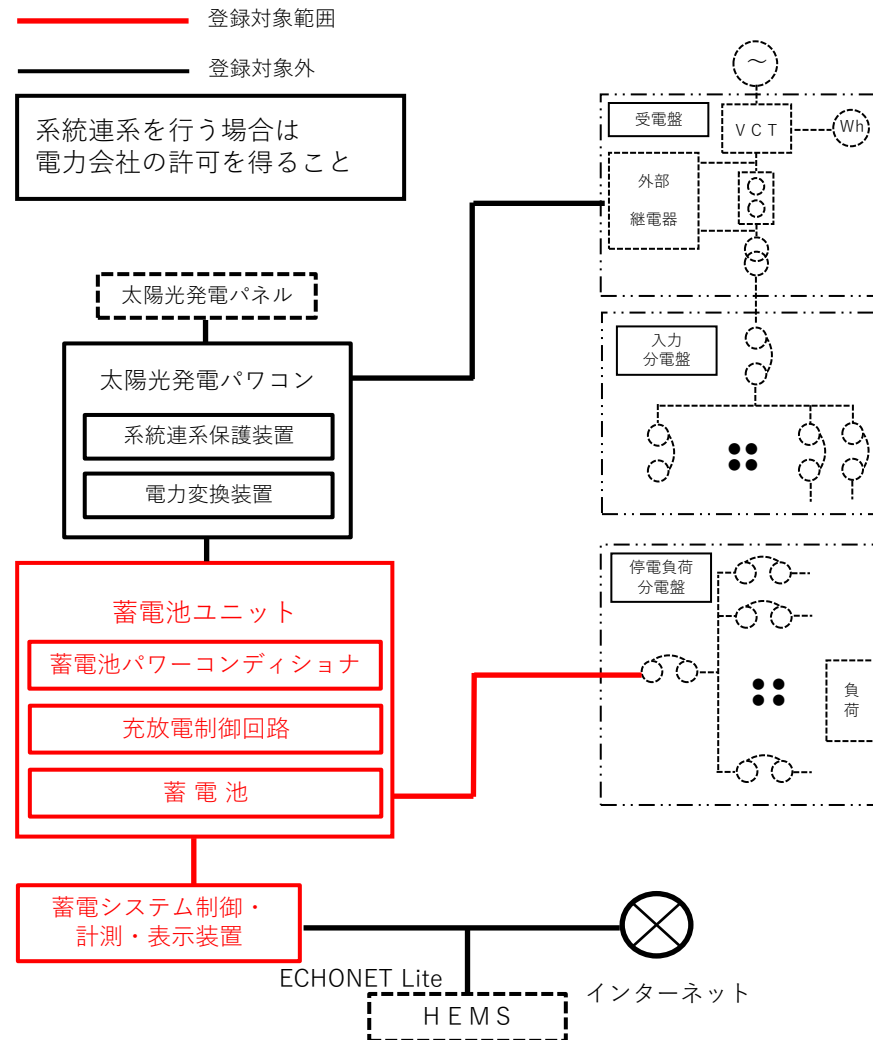 登録対象範囲
登録対象外
系統連系を行う場合は
電力会社の許可を得ること
～
受電盤
VCT
Wh
外部
継電器
太陽光発電パネル
入力
分電盤
太陽光発電パワコン
系統連系保護装置
電力変換装置
停電負荷
分電盤
蓄電池ユニット
蓄電池パワーコンディショナ
負
荷
充放電制御回路
蓄電池
蓄電システム制御・
計測・表示装置
ECHONET Lite
インターネット
HEMS